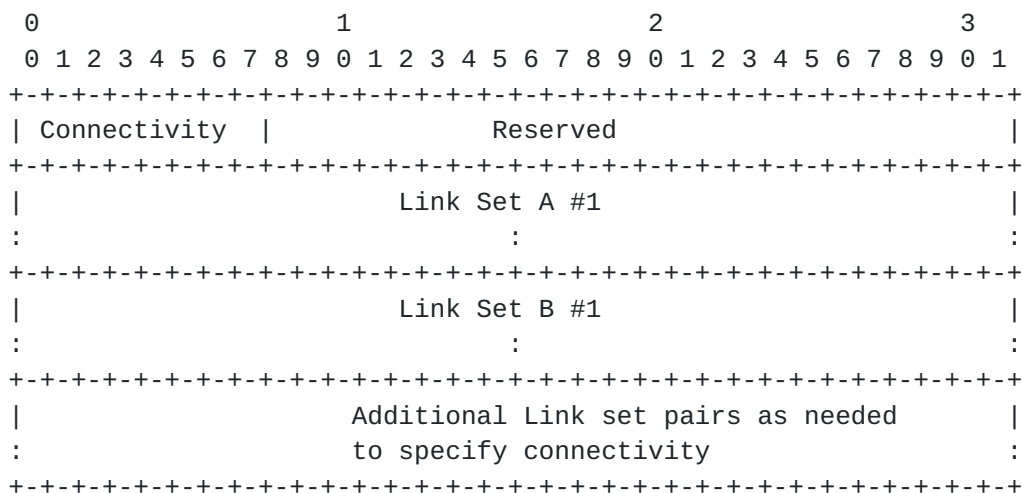 0                   1                   2                   3
 0 1 2 3 4 5 6 7 8 9 0 1 2 3 4 5 6 7 8 9 0 1 2 3 4 5 6 7 8 9 0 1
+-+-+-+-+-+-+-+-+-+-+-+-+-+-+-+-+-+-+-+-+-+-+-+-+-+-+-+-+-+-+-+-+
| Connectivity  |              Reserved                         |
+-+-+-+-+-+-+-+-+-+-+-+-+-+-+-+-+-+-+-+-+-+-+-+-+-+-+-+-+-+-+-+-+
|                        Link Set A #1                          |
:                               :                               :
+-+-+-+-+-+-+-+-+-+-+-+-+-+-+-+-+-+-+-+-+-+-+-+-+-+-+-+-+-+-+-+-+
|                        Link Set B #1                          |
:                               :                               :
+-+-+-+-+-+-+-+-+-+-+-+-+-+-+-+-+-+-+-+-+-+-+-+-+-+-+-+-+-+-+-+-+
|                     Additional Link set pairs as needed       |
:                     to specify connectivity                   :
+-+-+-+-+-+-+-+-+-+-+-+-+-+-+-+-+-+-+-+-+-+-+-+-+-+-+-+-+-+-+-+-+